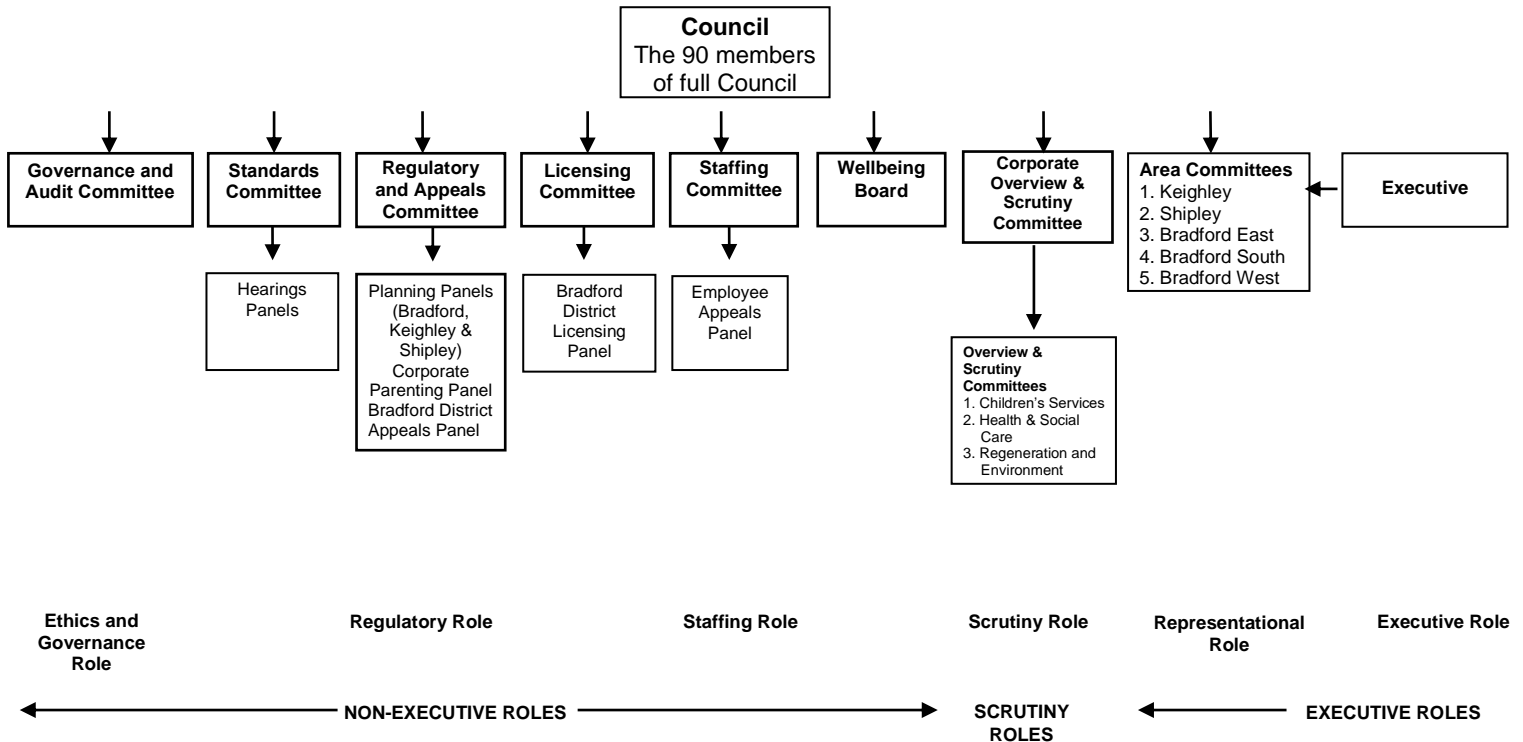 Council
The 90 members
of full Council
Governance and
Audit Committee
Standards
Committee
Regulatory
and Appeals
Committee
Licensing
Committee
Staffing
Committee
Wellbeing
Board
Corporate
Overview &
Scrutiny
Committee
Area Committees
1. Keighley
2. Shipley
3. Bradford East
4. Bradford South
5. Bradford West
Executive
Hearings
Panels
Planning Panels
(Bradford,
Keighley &
Shipley)
Corporate
Parenting Panel
Bradford District
Appeals Panel
Bradford
District
Licensing
Panel
Employee
Appeals
Panel
Overview &
Scrutiny
Committees
1. Children's Services
2. Health & Social
Care
3. Regeneration and
Environment
Ethics and
Governance
Role
Regulatory Role
Staffing Role
Scrutiny Role
Representational
Role
Executive Role
NON-EXECUTIVE ROLES
SCRUTINY
ROLES
EXECUTIVE ROLES